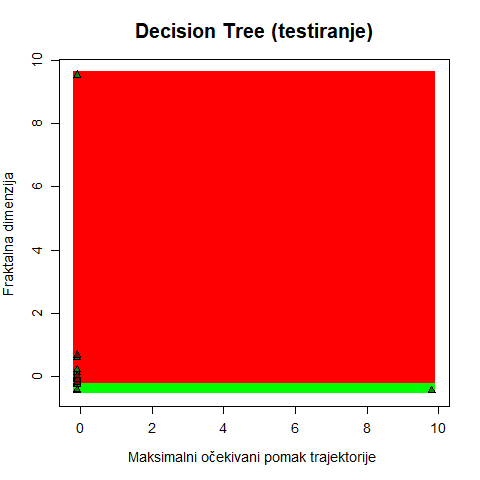 Decision Tree (testiranje)
10
8
6
4
2
0
Fraktalna dimenzija
0 2 4 6 8 10
Maksimalni očekivani pomak trajektorije